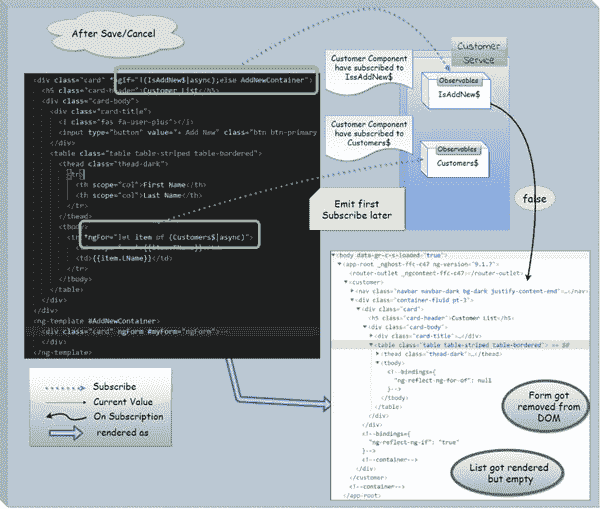 After Save/Cancel
<div class="card" *ngIf="!(IsAddNew$|async);else AddNewContainer">
<h5 class="card-header">Customer List</h5>
<div class="card-body">
<div class="card-title">
<i class="fas fa-user-plus"></i>
<input type="button" value="+ Add New" class="btn btn-primary
</div>
<table class="table table-striped table-bordered">
<thead class="thead-dark">
<tr>
<th scope="col">First Name</th>
<th scope="col">Last Name</th>
</tr>
</thead>
<tbody>
<tr *ngFor="let item of (Customers$|async)">
<td>{{item.LName}}</td>
</tr>
</tbody>
</table>
</div>
</div>
<ng-template #AddNewContainer>
<div class="card" ngForm #myForm="ngForm">
</div>
</ng-template>
Customer Component
have subscribed to
IssAddNew$
Customer Component
have subscribed to
Customers$
Customer
Service
Observables
IsAddNew$
Observables
Customers$
Emit first
Subscribe later
false
Subscribe
Current Value
On Subscription
rendered as
<body data-gr-c-s-loaded="true">
<app-root _nghost-ffc-c47 ng-version="9.1.7">
<router-outlet _ngcontent-ffc-c47></router-outlet>
<customer>
<nav class="navbar navbar-dark bg-dark justify-content-end">…</nav>
<div class="container-fluid pt-3">
<div class="card">
<h5 class="card-header">Customer List</h5>
<div class="card-body">
<div class="card-title">…</div>
<table class="table table-striped table-bordered"> == $0
<thead class="thead-dark">…</thead>
<tbody>
<!--bindings={
"ng-reflect-ng-for-of": null
}-->
</tbody>
</table>
</div>
</div>
<!--bindings={
"ng-reflect-ng-if": "true"
}-->
<!--container-->
</div>
</customer>
<!--container-->
</app-root>
Form got
removed from
DOM
List got rendered
but empty